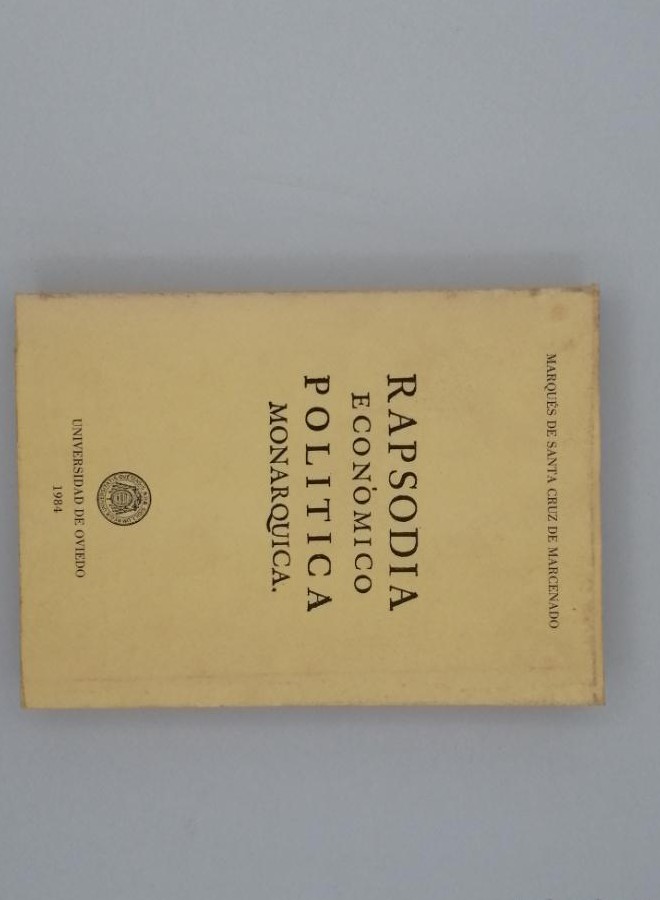 MARQUÉS DE SANTA CRUZ DE MARCENADO
RAPSODIA
ECONÓMICO
POLITICA
MONARQUICA.
UNIVERSIDAD DE OVIEDO
1984